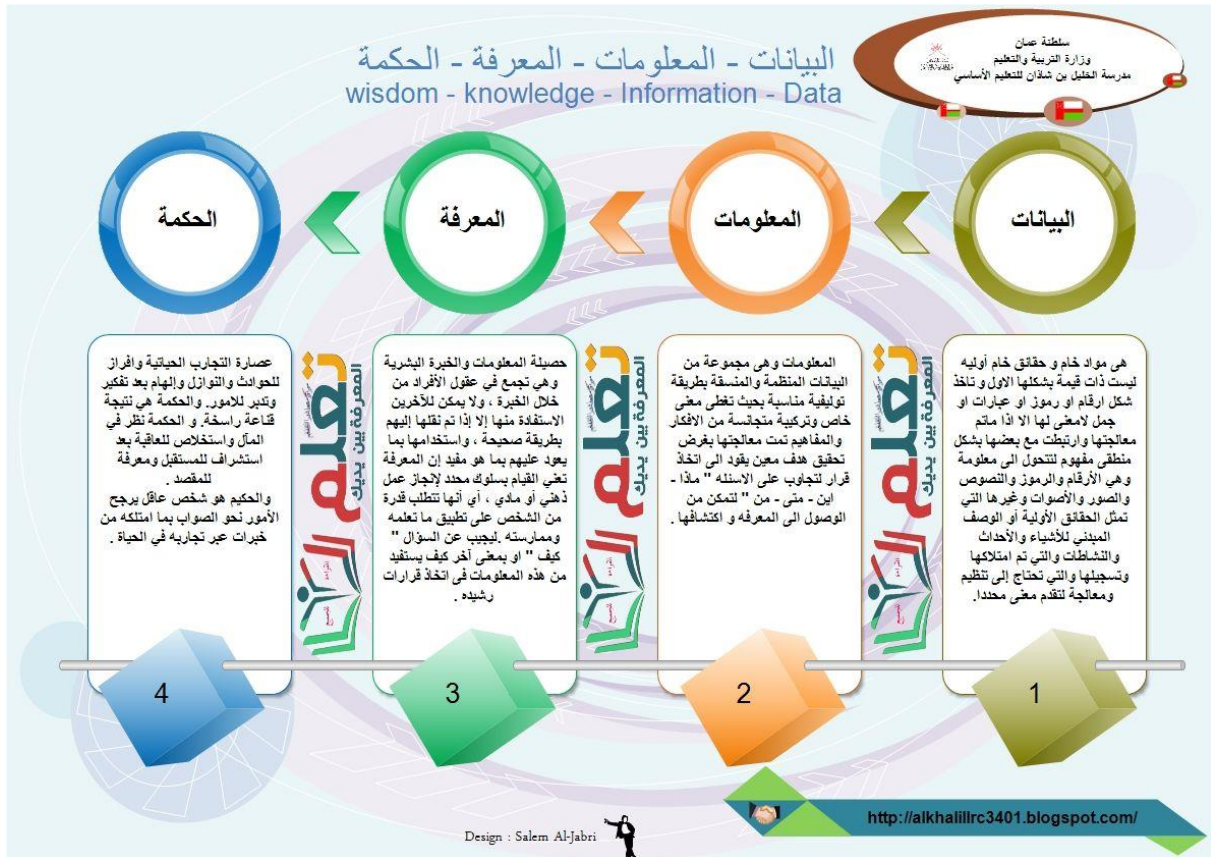 سلطنة عمان
وزارة التربية والتعليم
مدرسة الخليل بن شاذان للتعليم الأساسي
البيانات - المعلومات - المعرفة - الحكمة
wisdom - knowledge - Information - Data
البيانات
المعلومات
المعرفة
الحكمة
هى مواد خام و حقائق خام أوليه
ليست ذات قيمة بشكلها الاول وتاخذ
شكل ارقام او رموز او عبارات او
جمل لامعنى لها الا اذا ماتم
معالجتها وارتبطت مع بعضها بشكل
منطقى مفهوم لتتحول الى معلومة
وهي الأرقام والرموز والنصوص
والصور والأصوات وغيرها التي
تمثل الحقائق الأولية أو الوصف
المبدني للأشياء والأحداث
والنشاطات والتي تم امتلاكها
وتسجيلها والتي تحتاج إلى تنظيم
ومعالجة لتقدم معنى محددا.
1
تعلم
المعرفة بين يديك
المعلومات وهى مجموعة من
البيانات المنظمة والمنسقة بطريقة
توليفية مناسبة بحيث تغطى معنى
خاص وتركيبة متجانسة من الافكار
والمفاهيم تمت معالجتها بغرض
تحقيق هدف معين يقود الى اتخاذ
قرار لتجاوب على الاسئله " ماذا -
اين - متى - من " لتمكن من
الوصول الى المعرفه و اكتشافها .
2
تعلم
المعرفة بين يديك
حصيلة المعلومات والخبرة البشرية
وهي تجمع في عقول الأفراد من
خلال الخبرة ، ولا يمكن للآخرين
الاستفادة منها إلا إذا تم نقلها إليهم
بطريقة صحيحة ، واستخدامها بما
يعود عليهم بما هو مفيد إن المعرفة
تعني القيام بسلوك محدد لإنجاز عمل
ذهني أو مادي ، أي أنها تتطلب قدرة
من الشخص على تطبيق ما تعلمه
وممارسته .ليجيب عن السؤال "
كيف " او بمعنى آخر كيف يستفيد
من هذه المعلومات فى اتخاذ قرارات
رشيده .
3
تعلم
المعرفة بين يديك
عصارة التجارب الحياتية وافراز
للحوادث والنوازل وإلهام بعد تفكير
وتدبر للامور. والحكمة هي نتيجة
قناعة راسخة. و الحكمة نظر في
المآل واستخلاص للعاقبة بعد
استشراف للمستقبل ومعرفة
للمقصد .
والحكيم هو شخص عاقل يرجح
الأمور نحو الصواب بما امتلكه من
خبرات عبر تجاربه في الحياة .
4
http://alkhalillrc3401.blogspot.com/
Design : Salem Al-Jabri